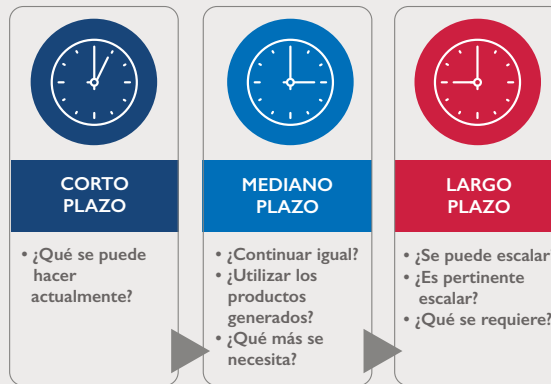 CORTO
PLAZO
• ¿Qué se puede
hacer
actualmente?
MEDIANO
PLAZO
• ¿Continuar igual?
• ¿Utilizar los
productos
generados?
• ¿Qué más se
necesita?
LARGO
PLAZO
• ¿Se puede escalar
• ¿Es pertinente
escalar?
• ¿Qué se requiere?